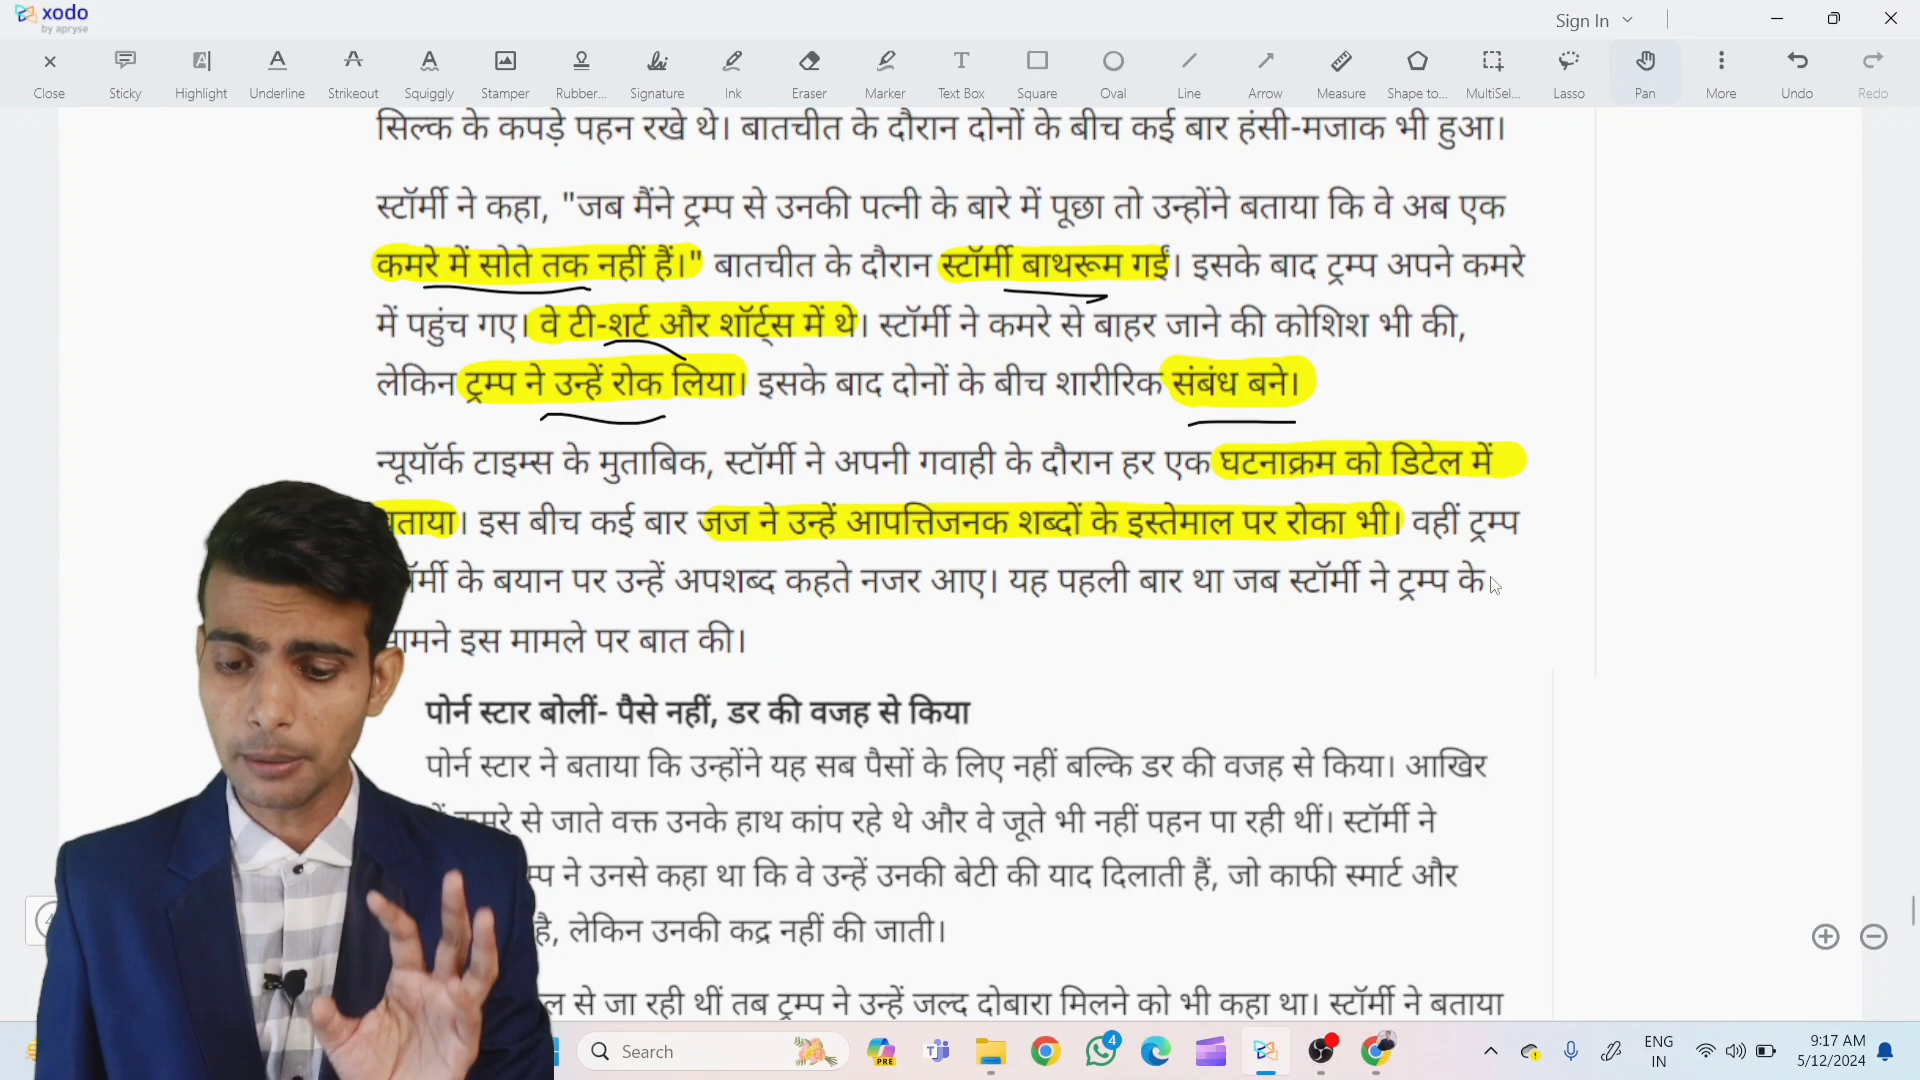 xodo
by apryse
Sign In
Close Sticky Highlight Underline Strikeout Squiggly Stamper Rubber... Signature Ink Eraser Marker Text Box Square Oval Line Arrow Measure Shape to... MultiSel... Lasso Pan More Undo Redo
सिल्क के कपड़े पहन रखे थे। बातचीत के दौरान दोनों के बीच कई बार हंसी-मजाक भी हुआ।
स्टॉर्मी ने कहा, "जब मैंने ट्रम्प से उनकी पत्नी के बारे में पूछा तो उन्होंने बताया कि वे अब एक
कमरे में सोते तक नहीं हैं।" बातचीत के दौरान स्टॉर्मी बाथरूम गईं। इसके बाद ट्रम्प अपने कमरे
में पहुंच गए। वे टी-शर्ट और शॉर्ट्स में थे। स्टॉर्मी ने कमरे से बाहर जाने की कोशिश भी की,
लेकिन ट्रम्प ने उन्हें रोक लिया। इसके बाद दोनों के बीच शारीरिक संबंध बने।
न्यूयॉर्क टाइम्स के मुताबिक, स्टॉर्मी ने अपनी गवाही के दौरान हर एक घटनाक्रम को डिटेल में
बताया। इस बीच कई बार जज ने उन्हें आपत्तिजनक शब्दों के इस्तेमाल पर रोका भी। वहीं ट्रम्प
के बयान पर उन्हें अपशब्द कहते नजर आए। यह पहली बार था जब स्टॉर्मी ने ट्रम्प के
सामने इस मामले पर बात की।
पोर्न स्टार बोलीं- पैसे नहीं, डर की वजह से किया
पोर्न स्टार ने बताया कि उन्होंने यह सब पैसों के लिए नहीं बल्कि डर की वजह से किया। आखिर
कमरे से जाते वक्त उनके हाथ कांप रहे थे और वे जूते भी नहीं पहन पा रही थीं। स्टॉर्मी ने
ने उनसे कहा था कि वे उन्हें उनकी बेटी की याद दिलाती हैं, जो काफी स्मार्ट और
है, लेकिन उनकी कद्र नहीं की जाती।
से जा रही थीं तब ट्रम्प ने उन्हें जल्द दोबारा मिलने को भी कहा था। स्टॉर्मी ने बताया
Search
PRE
4
ENG
IN
9:17 AM
5/12/2024